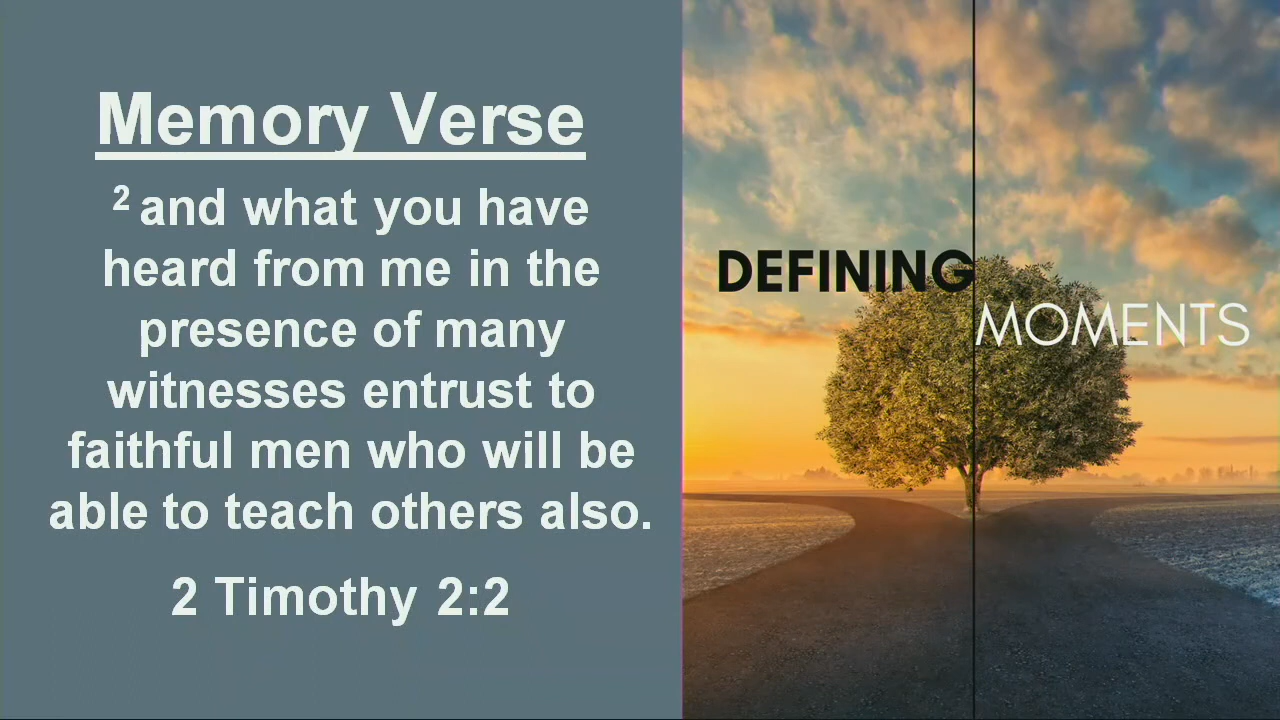 Memory Verse
2 and what you have
heard from me in the
presence of many
witnesses entrust to
faithful men who will be
able to teach others also.
2 Timothy 2:2
DEFINING
MOMENTS